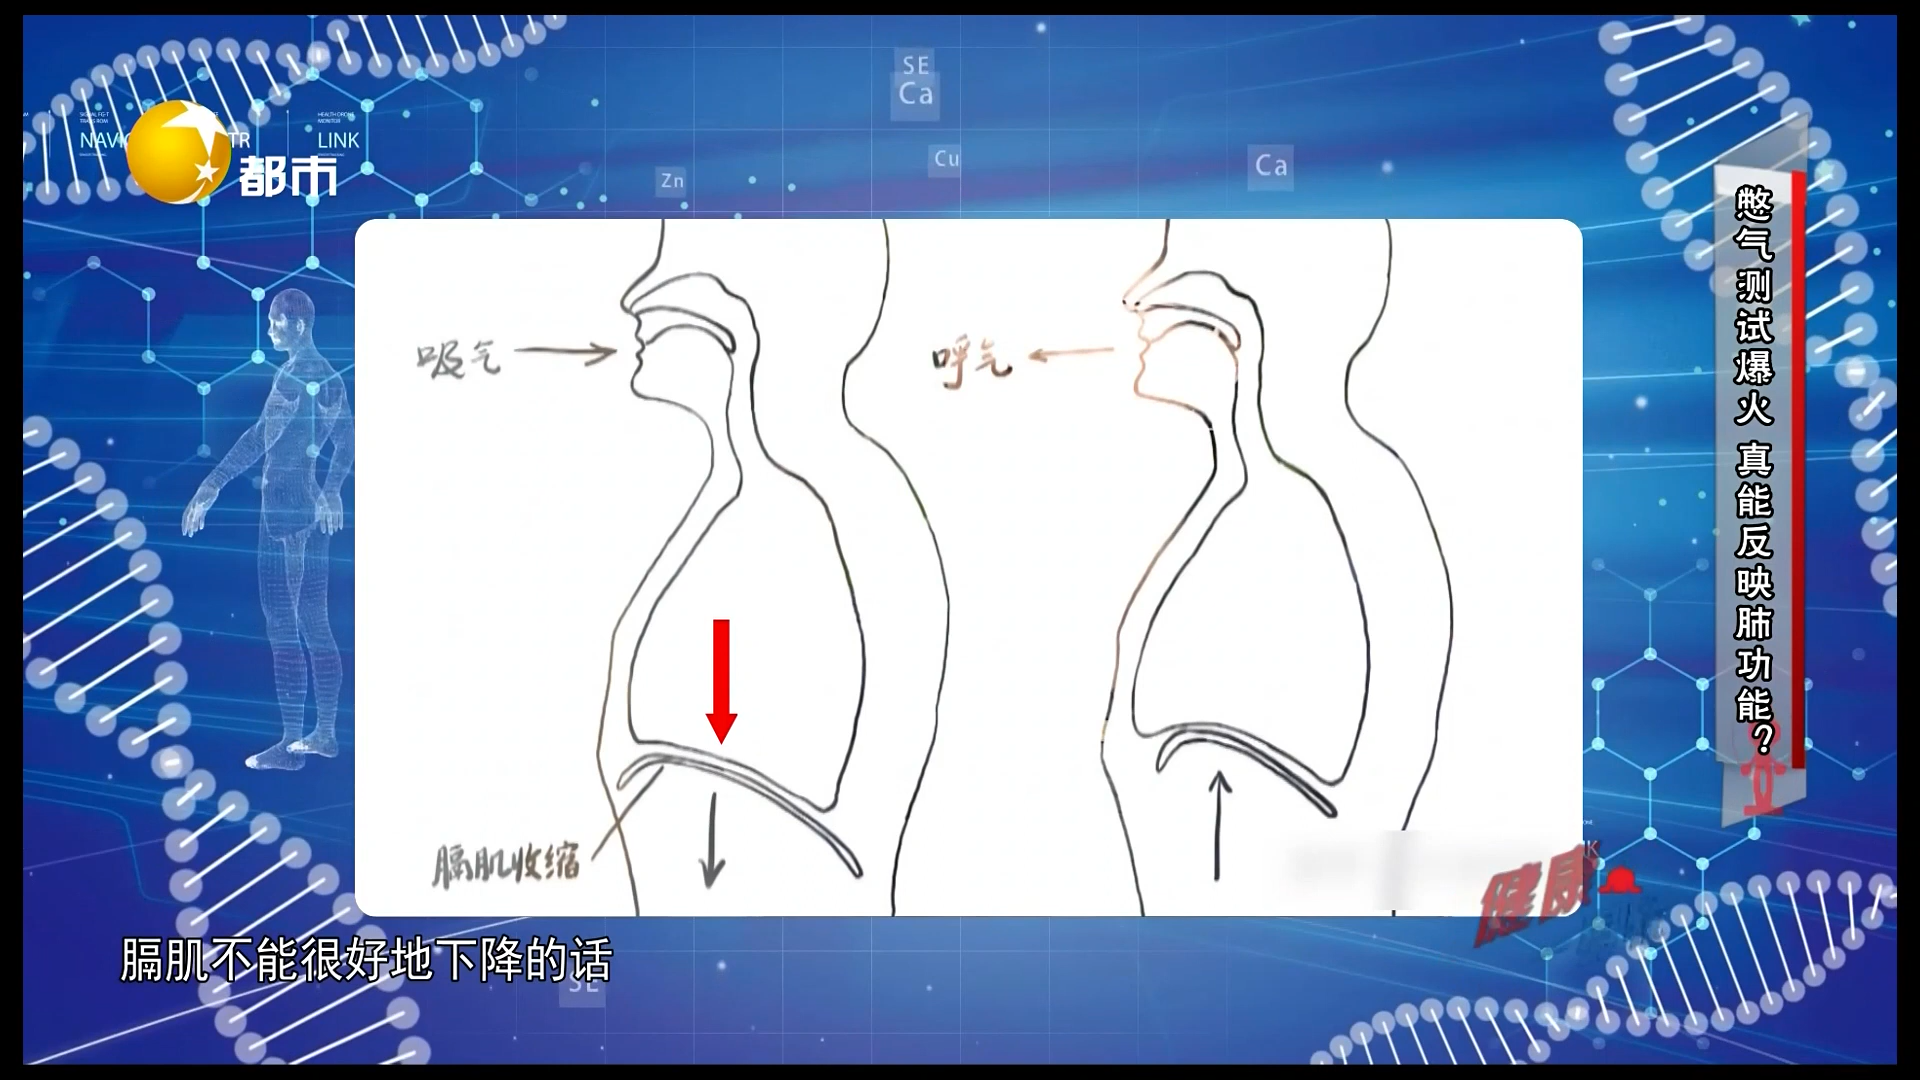 SE
Ca
Cu
Ca
Zn
LINK
都市
憋气测试爆火 真能反映肺功能？
吸气
呼气
膈肌收缩
健康
膈肌不能很好地下降的话
SE